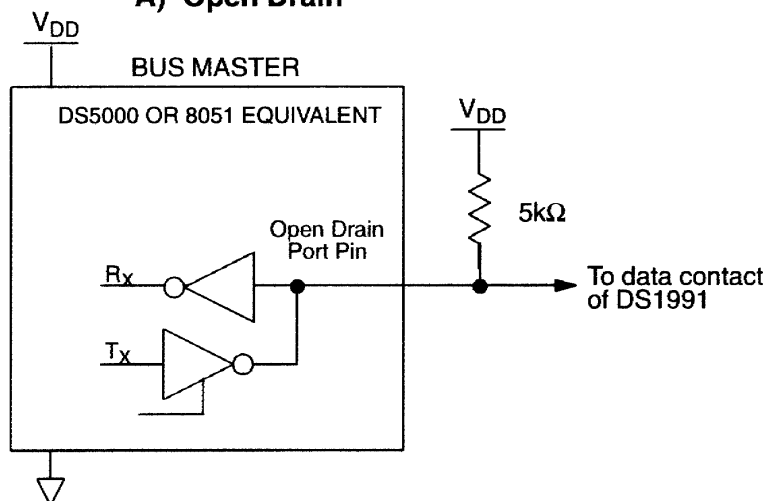 A) Open Drain
VDD
BUS MASTER
DS5000 OR 8051 EQUIVALENT
VDD
5kΩ
Open Drain
Port Pin
RX
To data contact
of DS1991
TX